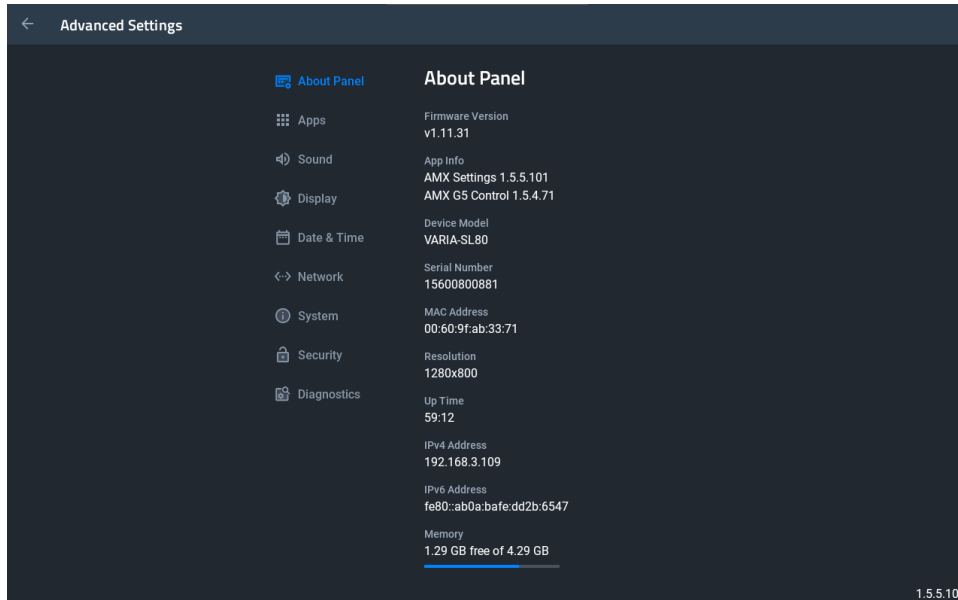 Advanced Settings
About Panel
Apps
Sound
Display
Date & Time
Network
System
Security
Diagnostics
About Panel
Firmware Version
v1.11.31
App Info
AMX Settings 1.5.5.101
AMX G5 Control 1.5.4.71
Device Model
VARIA-SL80
Serial Number
15600800881
MAC Address
00:60:9f:ab:33:71
Resolution
1280x800
Up Time
59:12
IPv4 Address
192.168.3.109
IPv6 Address
fe80::ab0a:bafe:dd2b:6547
Memory
1.29 GB free of 4.29 GB
1.5.5.10